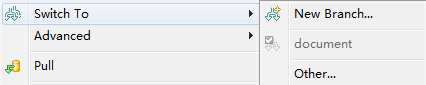 Switch To
Advanced
Pull
New Branch...
document
Other...